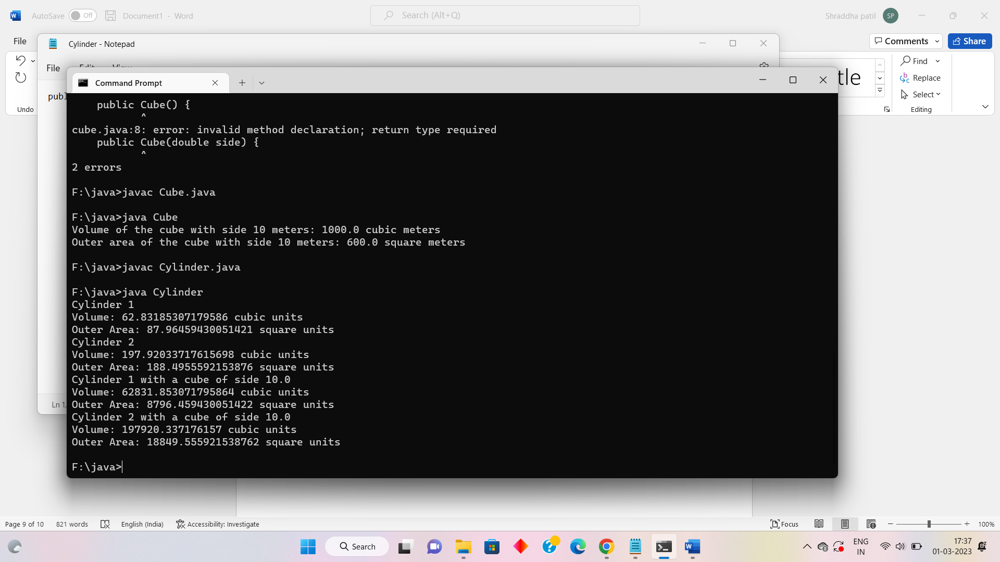 AutoSave Off Document1 - Word Search (Alt+Q) Shraddha patil SP
File Comments Share
Cylinder - Notepad
File
Command Prompt
Find
tle Replace
Select
Undo Editing
publ
public Cube() {
^
cube.java:8: error: invalid method declaration; return type required
public Cube(double side) {
^
2 errors
F:\java>javac Cube.java
F:\java>java Cube
Volume of the cube with side 10 meters: 1000.0 cubic meters
Outer area of the cube with side 10 meters: 600.0 square meters
F:\java>javac Cylinder.java
F:\java>java Cylinder
Cylinder 1
Volume: 62.83185307179586 cubic units
Outer Area: 87.96459430051421 square units
Cylinder 2
Volume: 197.92033717615698 cubic units
Outer Area: 188.4955592153876 square units
Cylinder 1 with a cube of side 10.0
Volume: 62831.853071795864 cubic units
Outer Area: 8796.459430051422 square units
Cylinder 2 with a cube of side 10.0
Volume: 197920.337176157 cubic units
Outer Area: 18849.555921538762 square units
F:\java>
Ln 1,
Page 9 of 10 821 words English (India) Accessibility: Investigate Focus 100%
Search ENG IN 17:37
01-03-2023